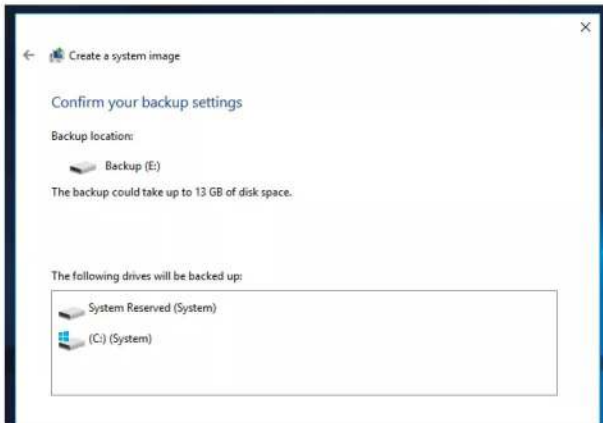 Create a system image
Confirm your backup settings
Backup location:
Backup (E:)
The backup could take up to 13 GB of disk space.
The following drives will be backed up:
System Reserved (System)
(C:) (System)